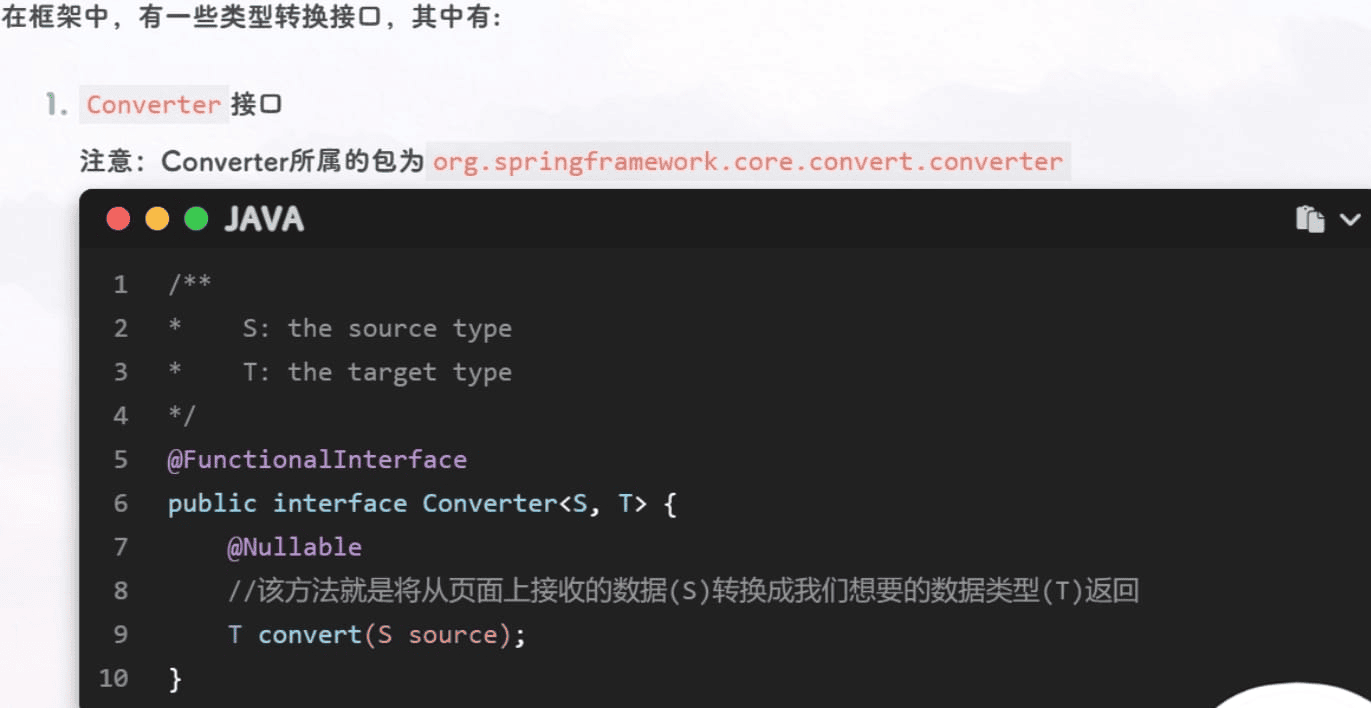 在框架中，有一些类型转换接口，其中有：
1. Converter 接口
注意：Converter所属的包为 org.springframework.core.convert.converter
JAVA
1 /**
2 *    S: the source type
3 *    T: the target type
4 */
5 @FunctionalInterface
6 public interface Converter<S, T> {
7     @Nullable
8     //该方法就是将从页面上接收的数据(S)转换成我们想要的数据类型(T)返回
9     T convert(S source);
10 }